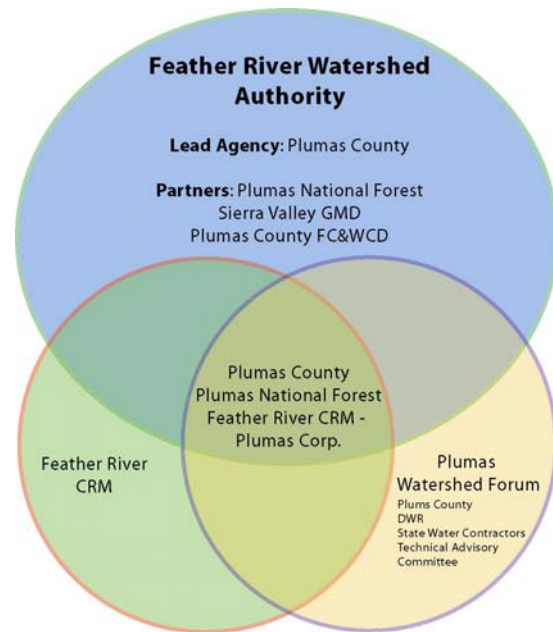 Feather River Watershed
Authority
Lead Agency: Plumas County
Partners: Plumas National Forest
Sierra Valley GMD
Plumas County FC&WCD
Plumas County
Plumas National Forest
Feather River CRM -
Plumas Corp.
Feather River
CRM
Plumas
Watershed Forum
Plums County
DWR
State Water Contractors
Technical Advisory
Committee